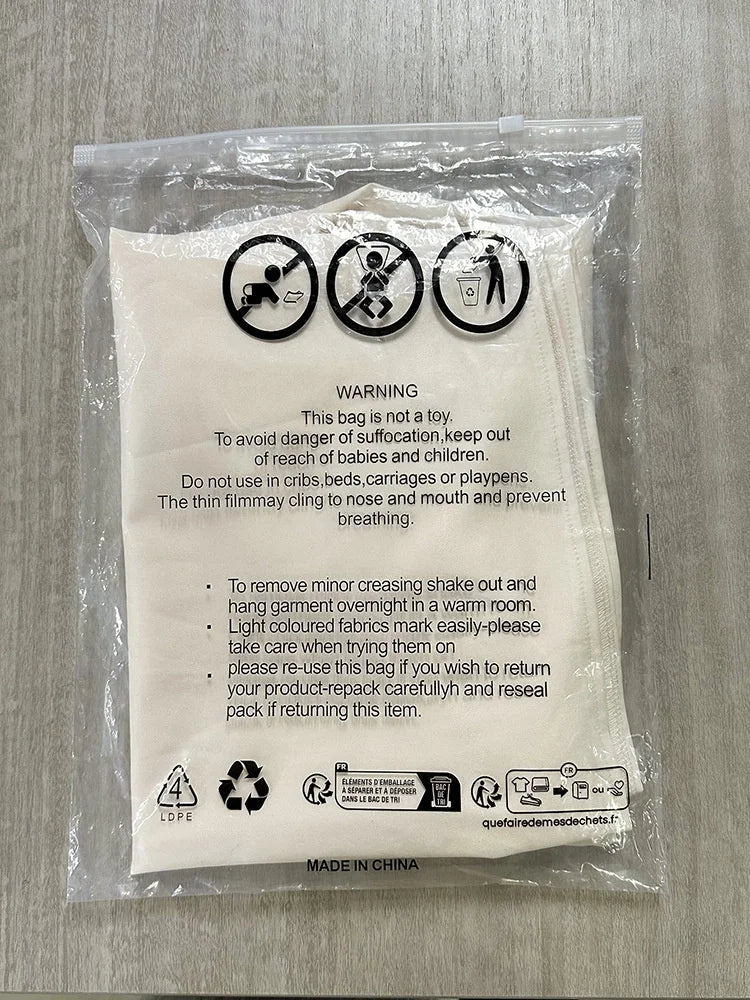 WARNING
This bag is not a toy.
To avoid danger of suffocation,keep out
of reach of babies and children.
Do not use in cribs,beds,carriages or playpens.
The thin filmmay cling to nose and mouth and prevent
breathing.
· To remove minor creasing shake out and
hang garment overnight in a warm room.
· Light coloured fabrics mark easily-please
take care when trying them on
· please re-use this bag if you wish to return
your product-repack carefullyh and reseal
pack if returning this item.
4
LDPE
FR
ÉLÉMENTS D'EMBALLAGE
À SÉPARER ET À DÉPOSER
DANS LE BAC DE TRI
BAC
DE
TRI
FR
OU
quefairedemesdechets.fr
MADE IN CHINA